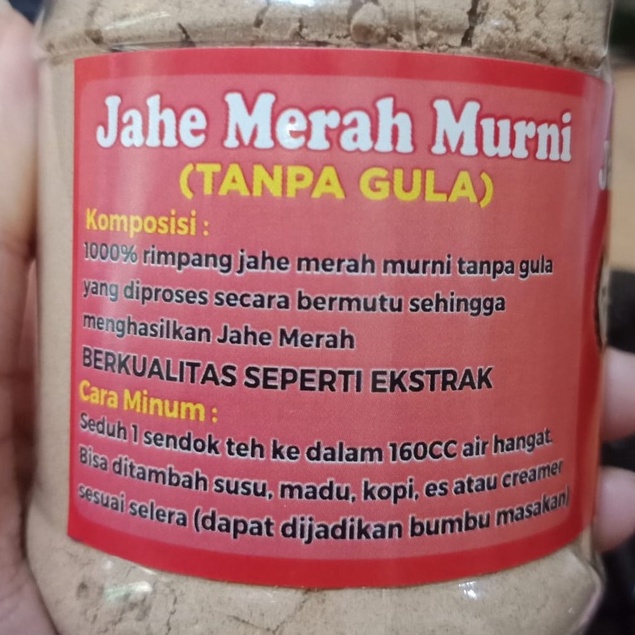 Jahe Merah Murni
(TANPA GULA)
Komposisi :
1000% rimpang jahe merah murni tanpa gula
yang diproses secara bermutu sehingga
menghasilkan Jahe Merah
BERKUALITAS SEPERTI EKSTRAK
Cara Minum :
Seduh 1 sendok teh ke dalam 160CC air hangat.
Bisa ditambah susu, madu, kopi, es atau creamer
sesuai selera (dapat dijadikan bumbu masakan)